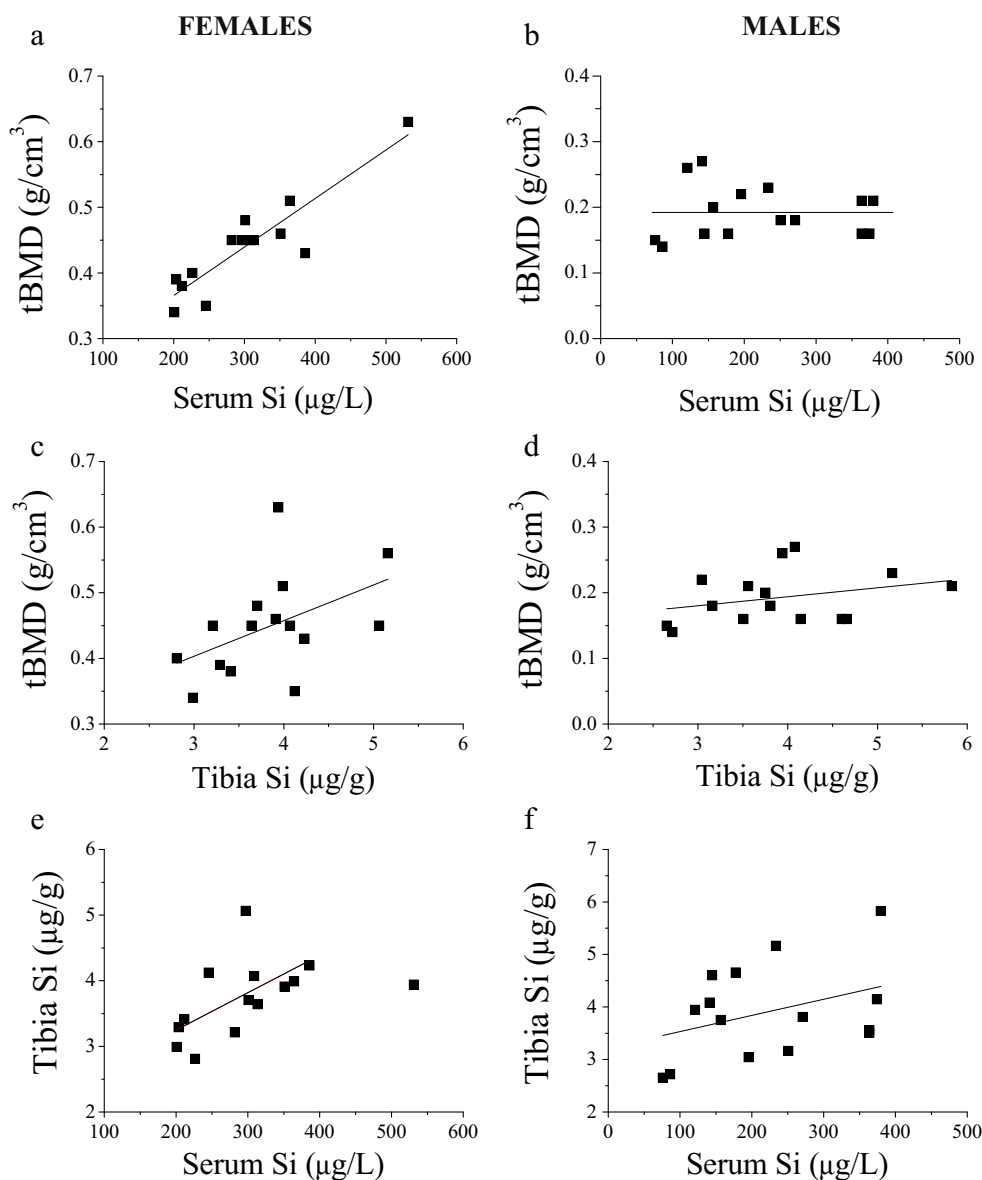 FEMALES
MALES
a
0.7
0.6
0.5
0.4
0.3
tBMD (g/cm³)
100 200 300 400 500 600
Serum Si (µg/L)
b
0.4
0.3
0.2
0.1
0.0
tBMD (g/cm³)
0 100 200 300 400 500
Serum Si (µg/L)
c
0.7
0.6
0.5
0.4
0.3
tBMD (g/cm³)
2 3 4 5 6
Tibia Si (µg/g)
d
0.4
0.3
0.2
0.1
0.0
tBMD (g/cm³)
2 3 4 5 6
Tibia Si (µg/g)
e
6
5
4
3
2
Tibia Si (µg/g)
100 200 300 400 500 600
Serum Si (µg/L)
f
7
6
5
4
3
2
Tibia Si (µg/g)
0 100 200 300 400 500
Serum Si (µg/L)